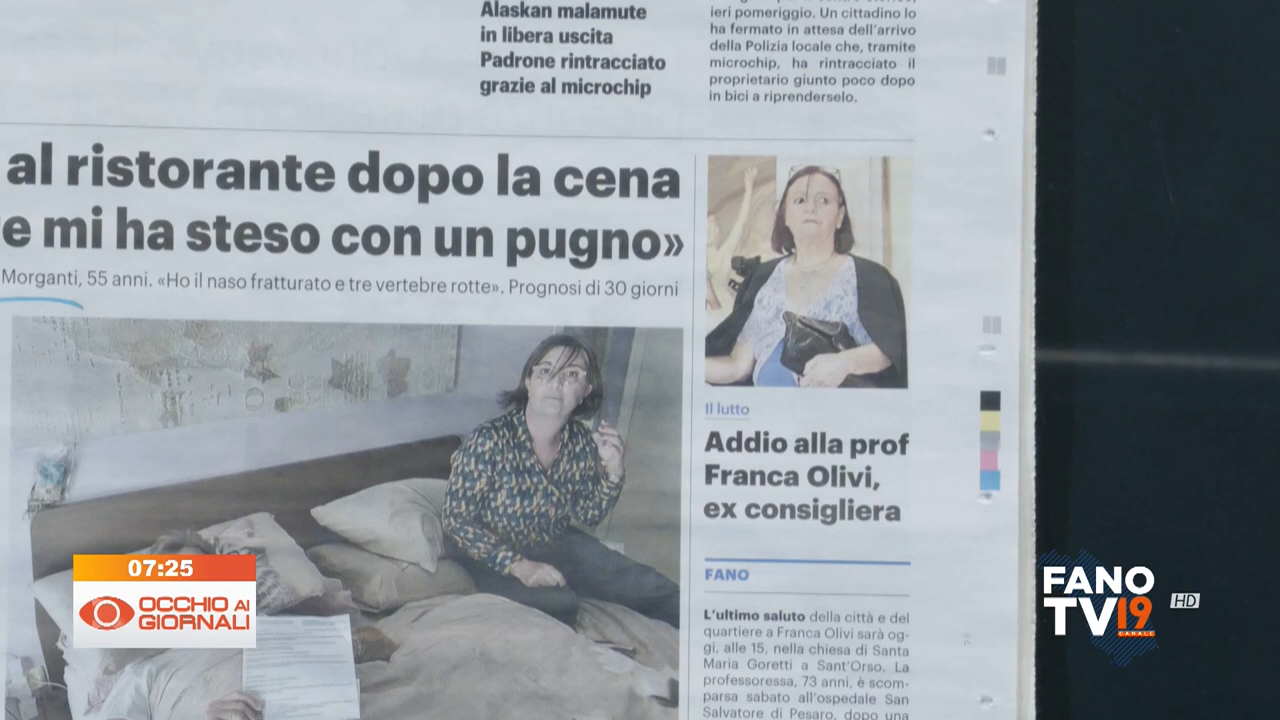 Alaskan malamute
in libera uscita
Padrone rintracciato
grazie al microchip
ieri pomeriggio. Un cittadino lo
ha fermato in attesa dell'arrivo
della Polizia locale che, tramite
microchip, ha rintracciato il
proprietario giunto poco dopo
in bici a riprenderselo.
al ristorante dopo la cena
e mi ha steso con un pugno»
Morganti, 55 anni. «Ho il naso fratturato e tre vertebre rotte». Prognosi di 30 giorni
Il lutto
Addio alla prof
Franca Olivi,
ex consigliera
FANO
L'ultimo saluto della città e del
quartiere a Franca Olivi sarà og-
gi, alle 15, nella chiesa di Santa
Maria Goretti a Sant'Orso. La
professoressa, 73 anni, è scom-
parsa sabato all'ospedale San
Salvatore di Pesaro, dopo una
07:25
OCCHIO AI
GIORNALI
FANO
TV19
CANALE
HD